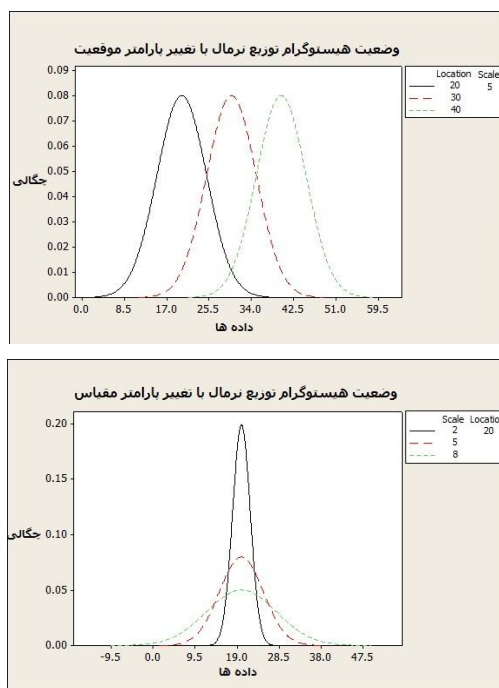 وضعیت هیستوگرام توزیع نرمال با تغییر پارامتر موقعیت
Location Scale
20 5
30
40
0.09
0.08
0.07
0.06
0.05
چگالی
0.04
0.03
0.02
0.01
0.00
0.0 8.5 17.0 25.5 34.0 42.5 51.0 59.5
داده ها
وضعیت هیستوگرام توزیع نرمال با تغییر پارامتر مقیاس
Scale Location
2 20
5
8
0.20
0.15
چگالی 0.10
0.05
0.00
-9.5 0.0 9.5 19.0 28.5 38.0 47.5
داده ها